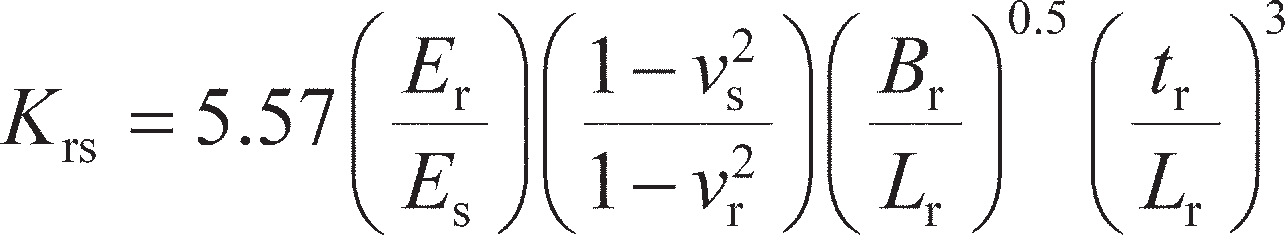 K_rs = 5.57 (E_r / E_s) ((1 − v_s^2) / (1 − v_r^2)) (B_r / L_r)^0.5 (t_r / L_r)^3